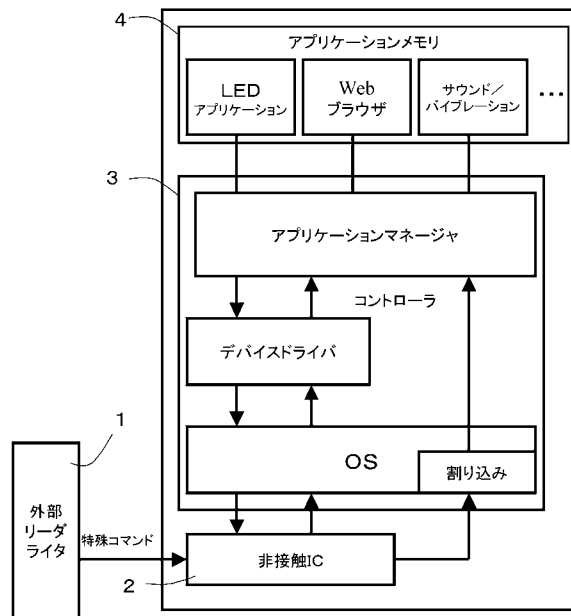 4
アプリケーションメモリ
LED
アプリケーション
Web
ブラウザ
サウンド／
バイブレーション
…
3
アプリケーションマネージャ
コントローラ
デバイスドライバ
1
OS
割り込み
外部
リーダ
ライタ
特殊コマンド
非接触IC
2